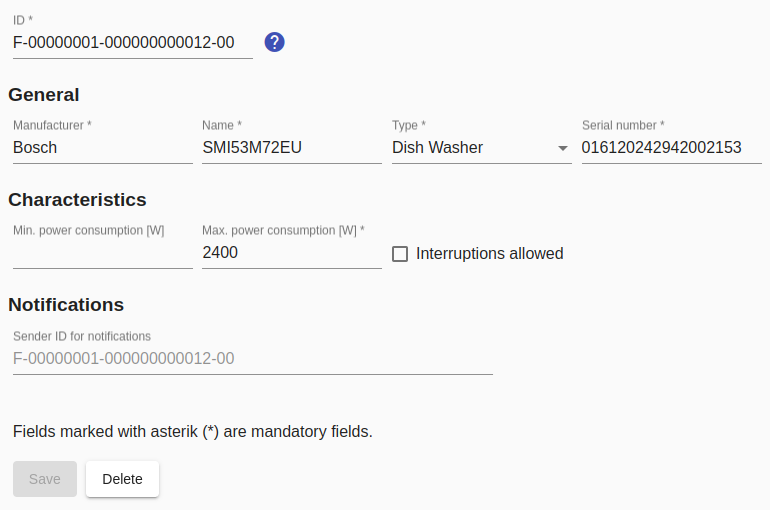 ID *
F-00000001-000000000012-00 ?
General
Manufacturer * Name * Type * Serial number *
Bosch SMI53M72EU Dish Washer 016120242942002153
Characteristics
Min. power consumption [W] Max. power consumption [W] *
2400 Interruptions allowed
Notifications
Sender ID for notifications
F-00000001-000000000012-00
Fields marked with asterik (*) are mandatory fields.
Save Delete